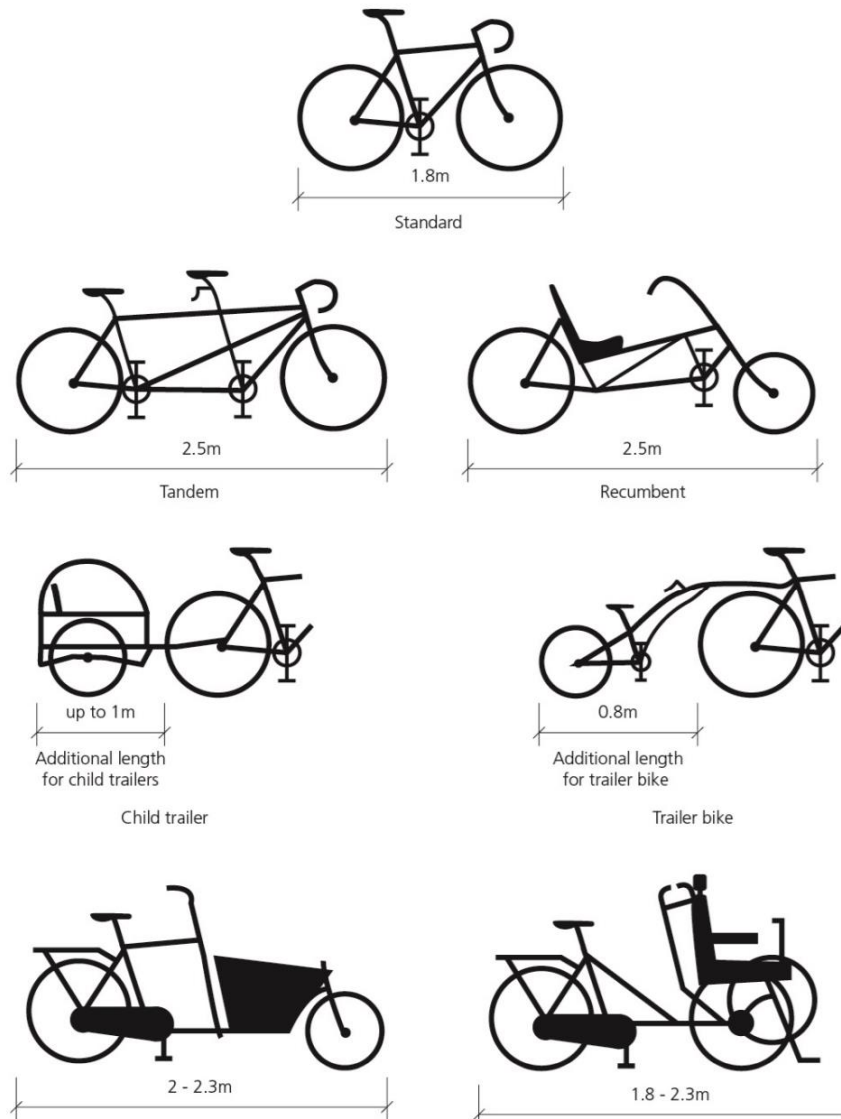 1.8m
Standard
2.5m
Tandem
2.5m
Recumbent
up to 1m
Additional length
for child trailers
Child trailer
0.8m
Additional length
for trailer bike
Trailer bike
2 - 2.3m
1.8 - 2.3m